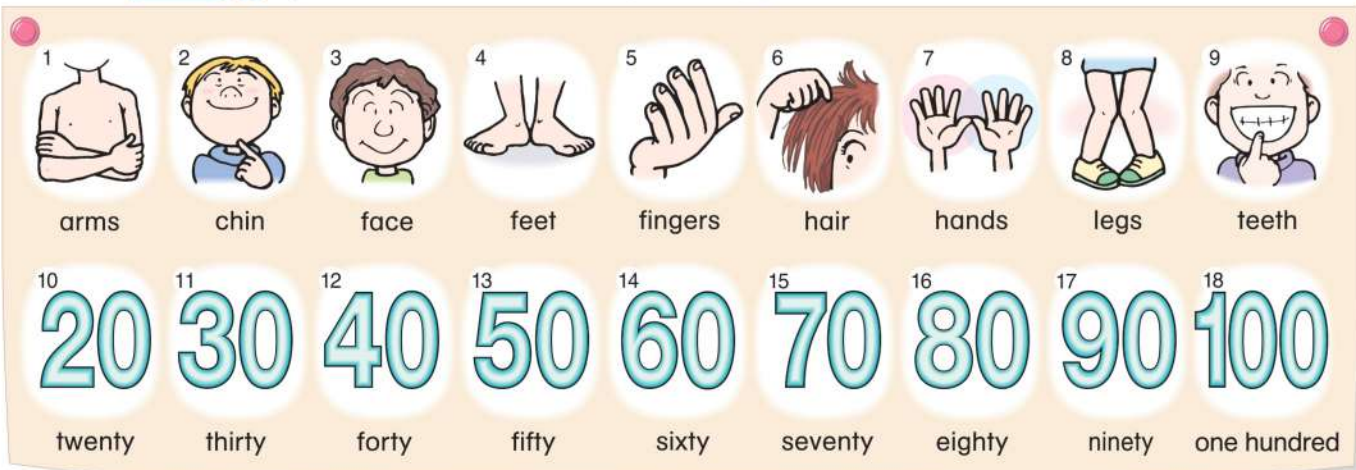 1 2 3 4 5 6 7 8 9
arms chin face feet fingers hair hands legs teeth
10 11 12 13 14 15 16 17 18
20 30 40 50 60 70 80 90 100
twenty thirty forty fifty sixty seventy eighty ninety one hundred